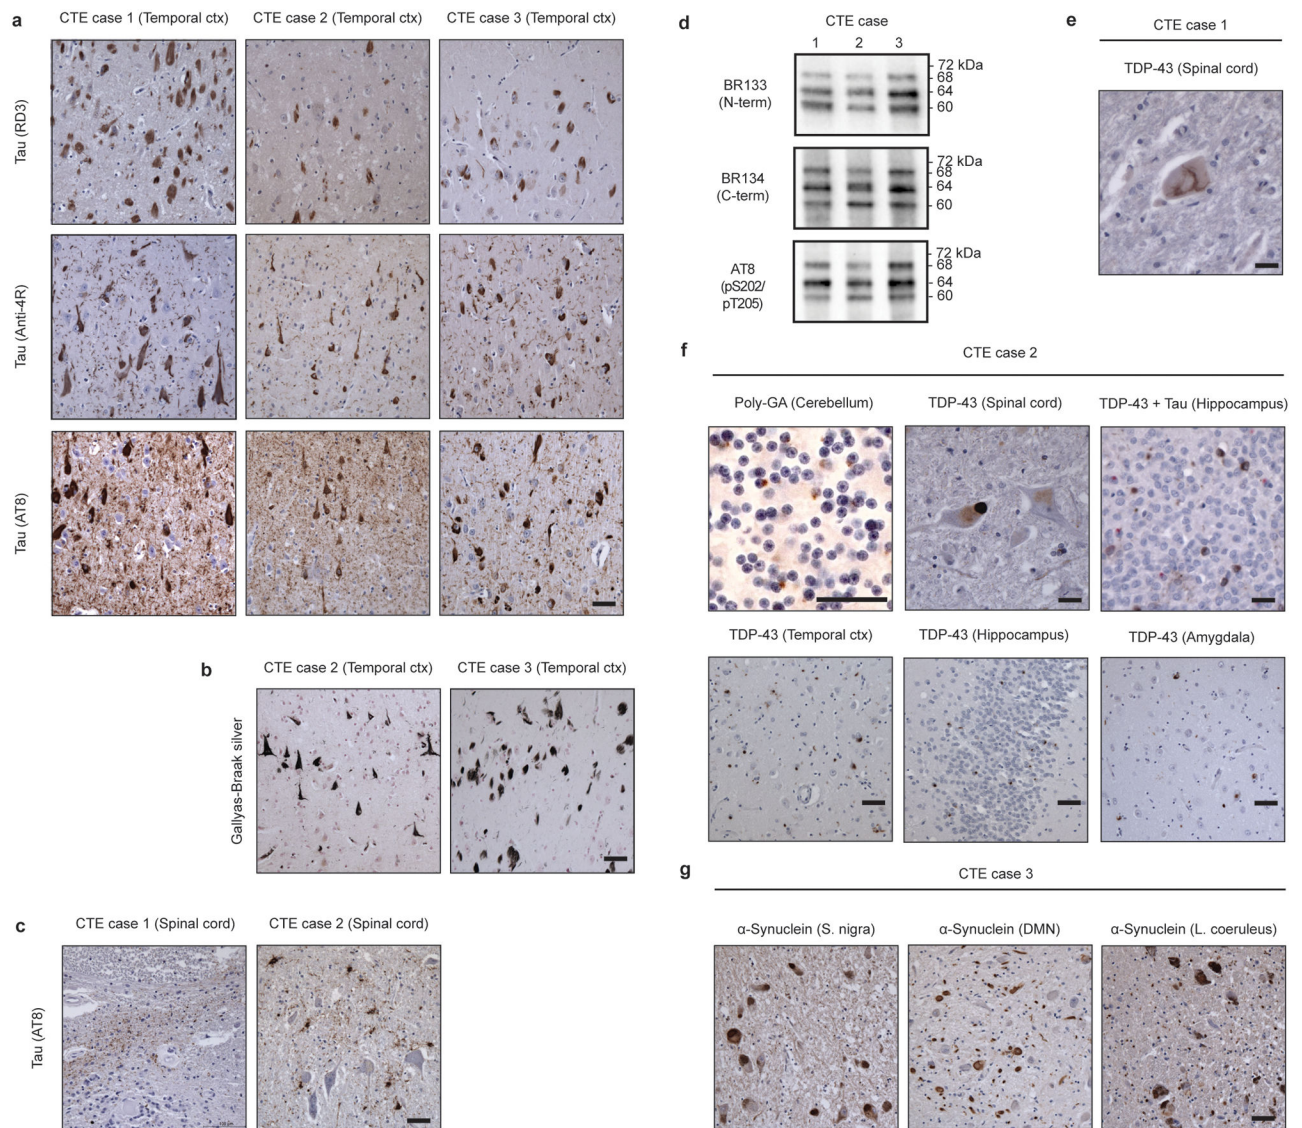 a
CTE case 1 (Temporal ctx)
CTE case 2 (Temporal ctx)
CTE case 3 (Temporal ctx)
Tau (RD3)
Tau (Anti-4R)
Tau (AT8)
b
CTE case 2 (Temporal ctx)
CTE case 3 (Temporal ctx)
Gallyas-Braak silver
c
CTE case 1 (Spinal cord)
CTE case 2 (Spinal cord)
Tau (AT8)
d
CTE case
1 2 3
BR133
(N-term)
72 kDa
68
64
60
BR134
(C-term)
72 kDa
68
64
60
AT8
(pS202/
pT205)
72 kDa
68
64
60
e
CTE case 1
TDP-43 (Spinal cord)
f
CTE case 2
Poly-GA (Cerebellum)
TDP-43 (Spinal cord)
TDP-43 + Tau (Hippocampus)
TDP-43 (Temporal ctx)
TDP-43 (Hippocampus)
TDP-43 (Amygdala)
g
CTE case 3
α-Synuclein (S. nigra)
α-Synuclein (DMN)
α-Synuclein (L. coeruleus)